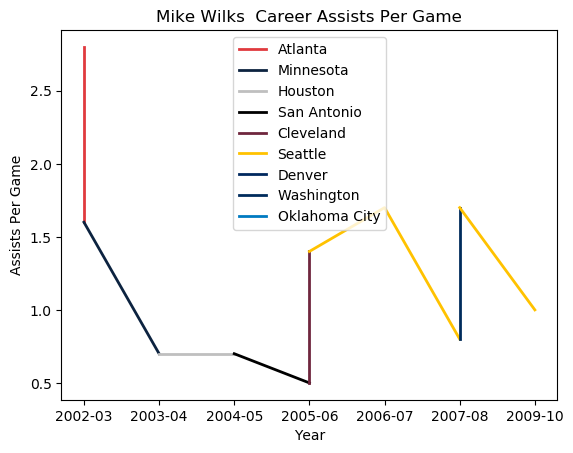 Mike Wilks  Career Assists Per Game
Atlanta
Minnesota
Houston
San Antonio
Cleveland
Seattle
Denver
Washington
Oklahoma City
Assists Per Game
2.5
2.0
1.5
1.0
0.5
2002-03 2003-04 2004-05 2005-06 2006-07 2007-08 2009-10
Year